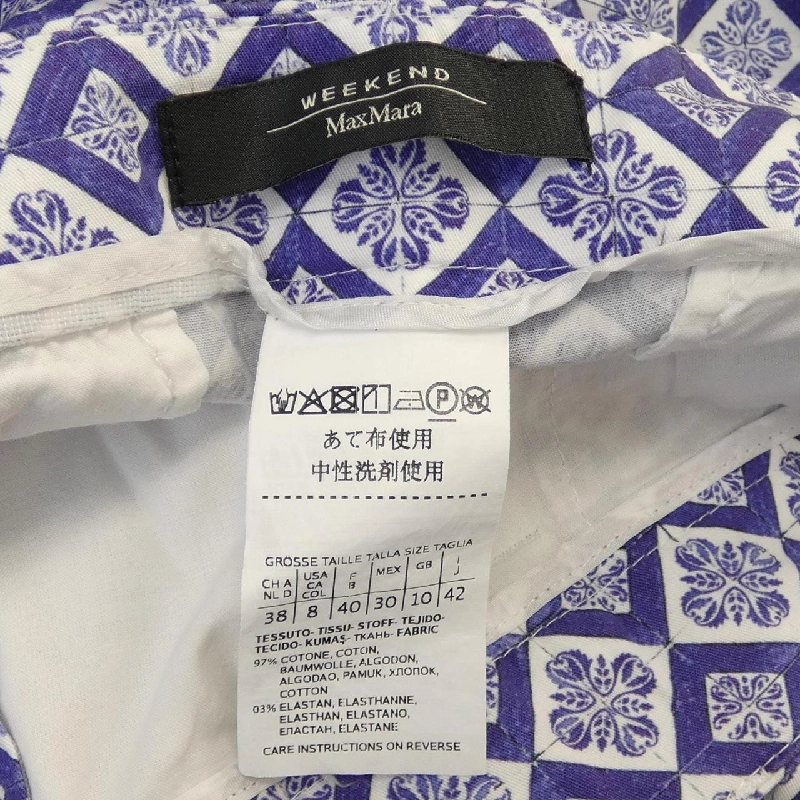 WEEKEND
MaxMara
P
W
あて布使用
中性洗剤使用
GROSSE TAILLE TALLA SIZE TAGLIA
CH A NL D
USA CA COL
F B
MEX
GB
I J
38 8 40 30 10 42
TESSUTO- TISSU- STOFF- TEJIDO-
TECIDO- KUMAŞ- ТКАНЬ- FABRIC
97% COTONE, COTON,
BAUMWOLLE, ALGODON,
ALGODAO, PAMUK, ХЛОПОК,
COTTON
03% ELASTAN, ELASTHANNE,
ELASTHAN, ELASTANO,
ЕЛАСТАН, ELASTANE
CARE INSTRUCTIONS ON REVERSE